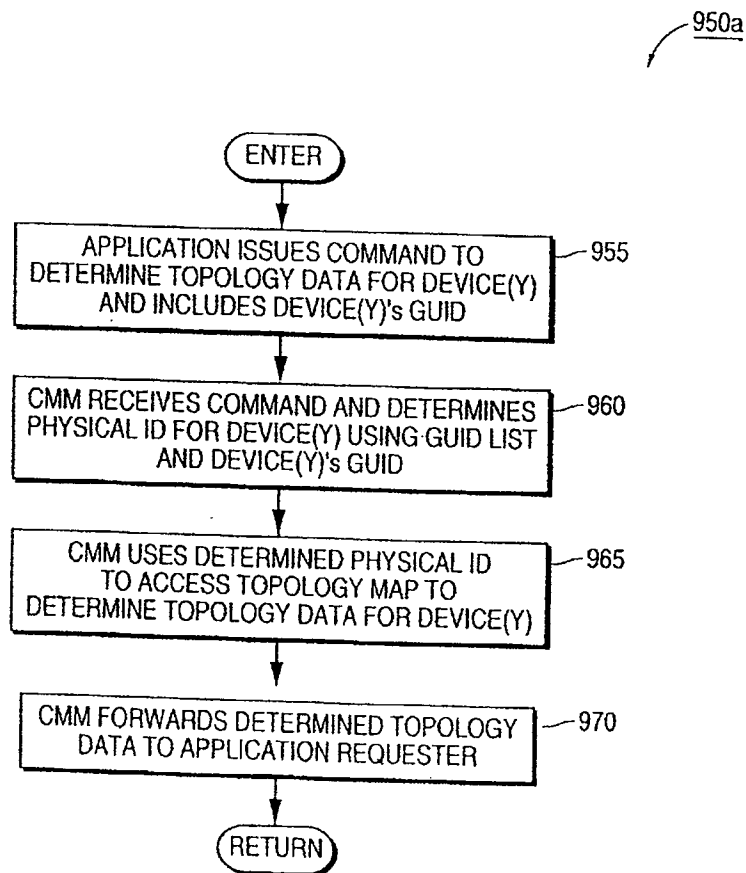 950a
ENTER
APPLICATION ISSUES COMMAND TO
DETERMINE TOPOLOGY DATA FOR DEVICE(Y)
AND INCLUDES DEVICE(Y)'s GUID
955
CMM RECEIVES COMMAND AND DETERMINES
PHYSICAL ID FOR DEVICE(Y) USING GUID LIST
AND DEVICE(Y)'s GUID
960
CMM USES DETERMINED PHYSICAL ID
TO ACCESS TOPOLOGY MAP TO
DETERMINE TOPOLOGY DATA FOR DEVICE(Y)
965
CMM FORWARDS DETERMINED TOPOLOGY
DATA TO APPLICATION REQUESTER
970
RETURN